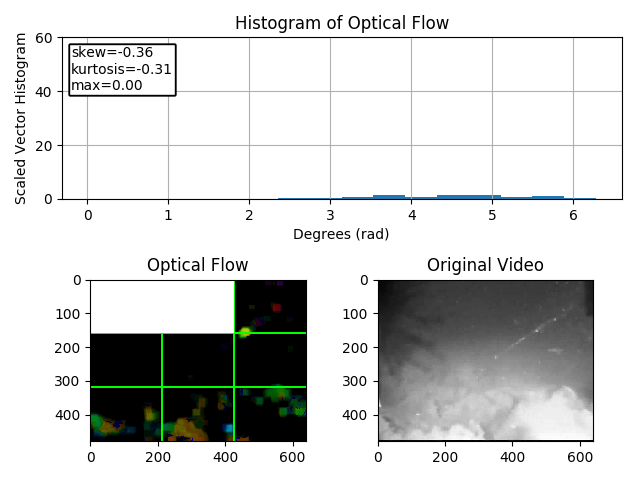 Histogram of Optical Flow
Scaled Vector Histogram
60
40
20
0
skew=-0.36
kurtosis=-0.31
max=0.00
0 1 2 3 4 5 6
Degrees (rad)
Optical Flow
0
100
200
300
400
0 200 400 600
Original Video
0
100
200
300
400
0 200 400 600